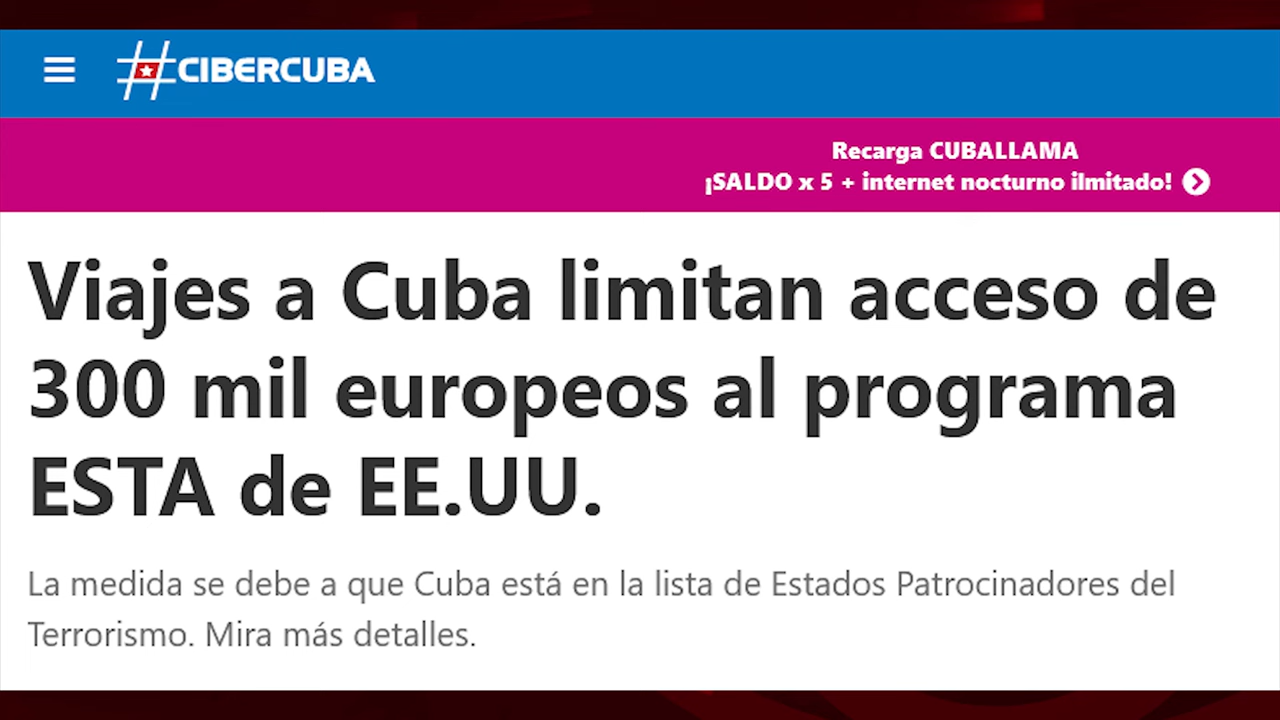 #CIBERCUBA
Recarga CUBALLAMA
¡SALDO x 5 + internet nocturno ilmitado!
Viajes a Cuba limitan acceso de
300 mil europeos al programa
ESTA de EE.UU.
La medida se debe a que Cuba está en la lista de Estados Patrocinadores del
Terrorismo. Mira más detalles.